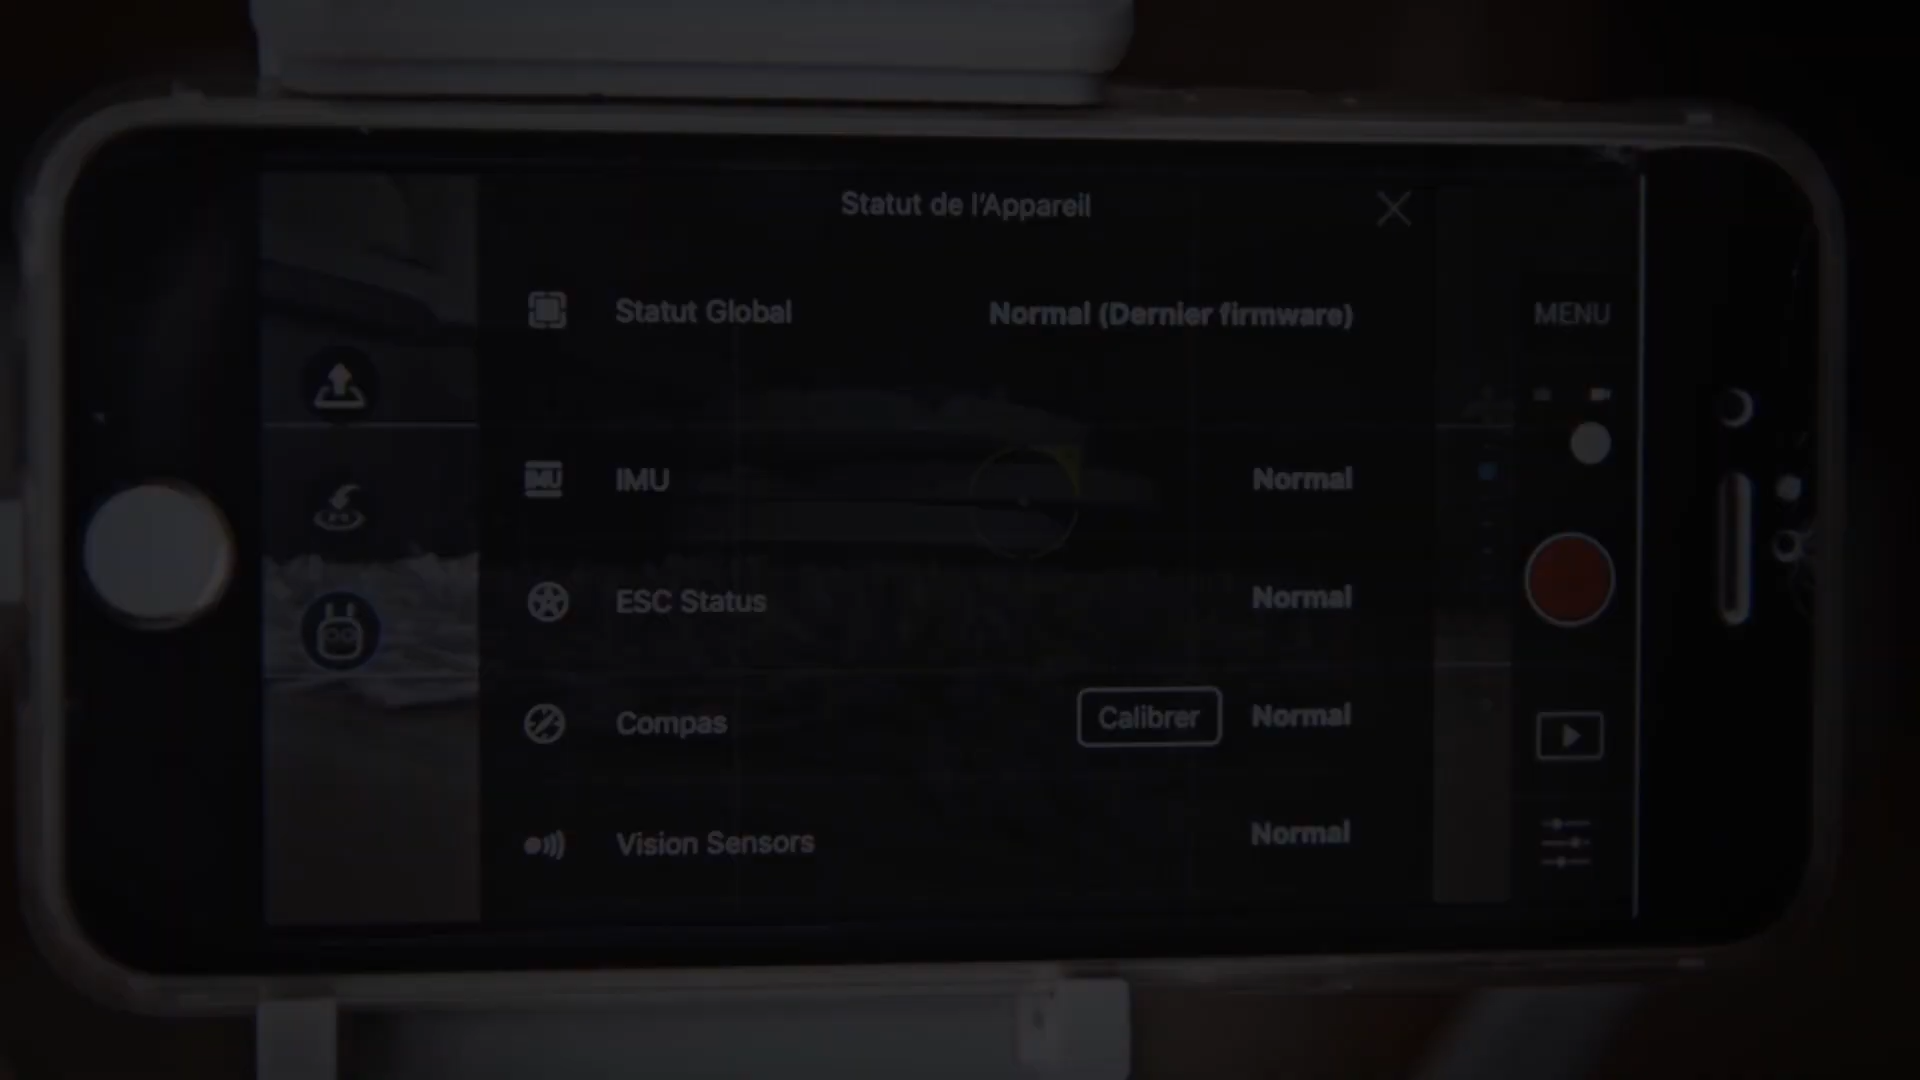 Statut de l'Appareil
Statut Global Normal (Dernier firmware)
MENU
IMU IMU Normal
ESC Status Normal
Compas Calibrer Normal
Vision Sensors Normal